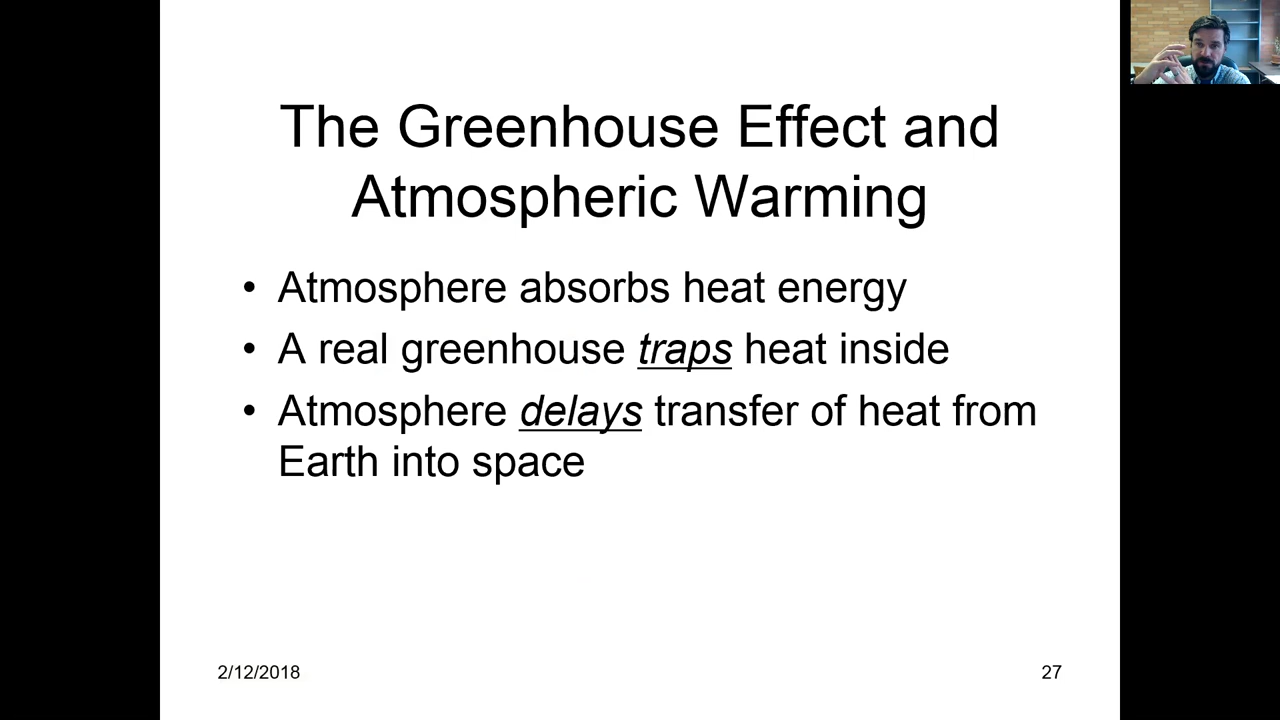 The Greenhouse Effect and
Atmospheric Warming
• Atmosphere absorbs heat energy
• A real greenhouse traps heat inside
• Atmosphere delays transfer of heat from
Earth into space
2/12/2018
27